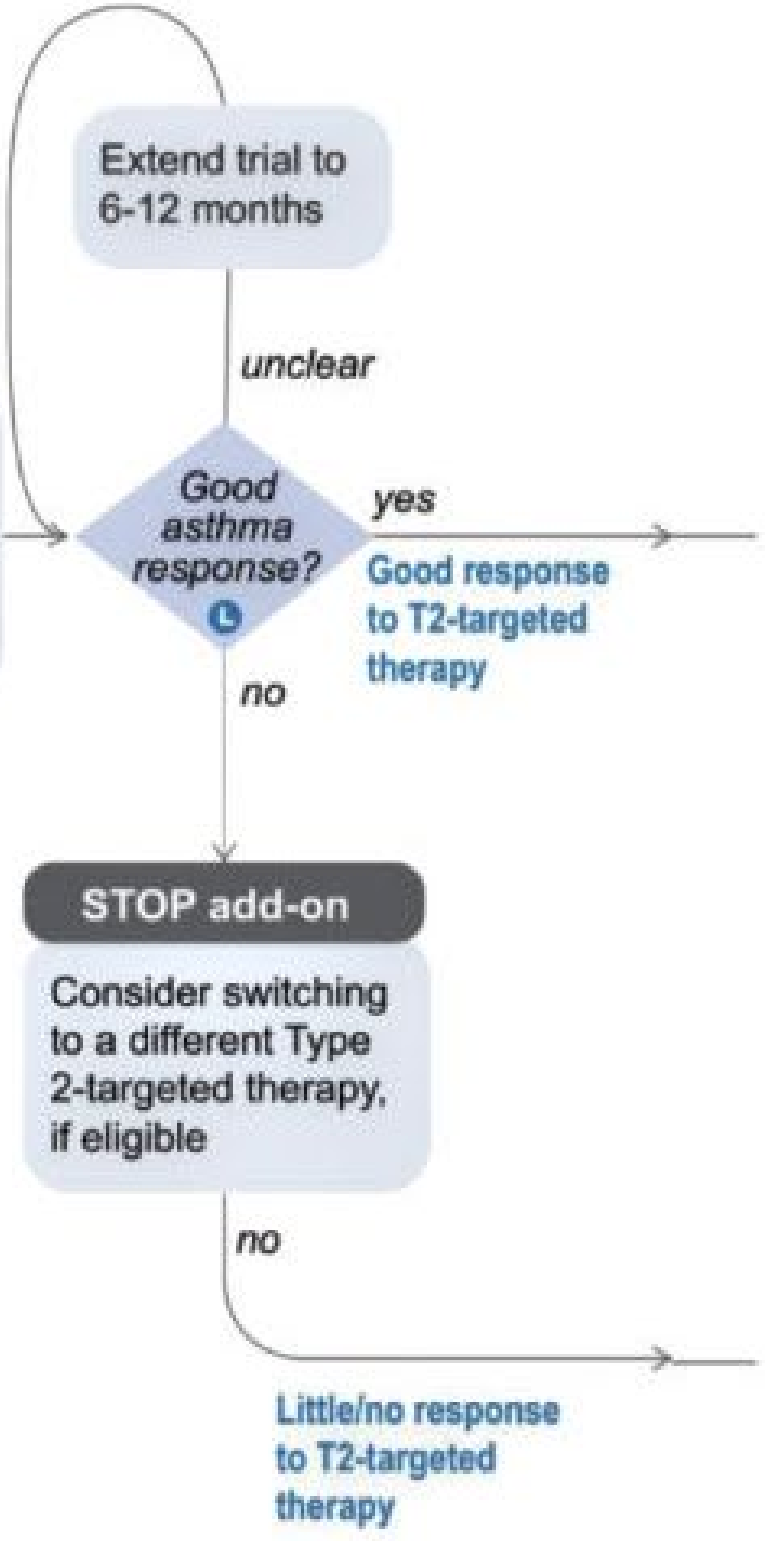 Extend trial to
6-12 months
unclear
Good
asthma
response?
yes
Good response
to T2-targeted
therapy
no
STOP add-on
Consider switching
to a different Type
2-targeted therapy,
if eligible
no
Little/no response
to T2-targeted
therapy